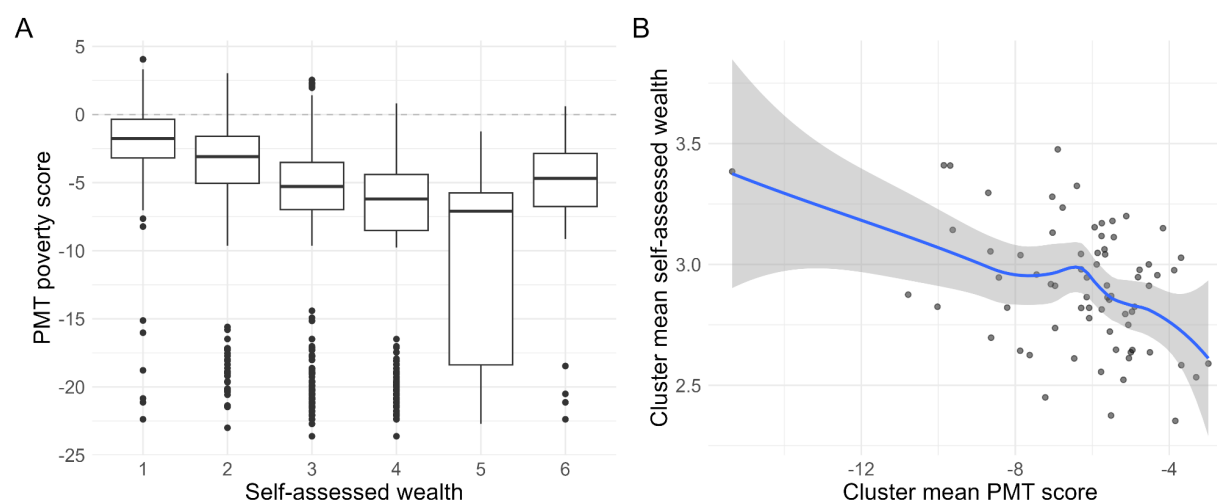 A
5
0
-5
-10
-15
-20
-25
PMT poverty score
1 2 3 4 5 6
Self-assessed wealth
B
3.5
3.0
2.5
Cluster mean self-assessed wealth
-12 -8 -4
Cluster mean PMT score